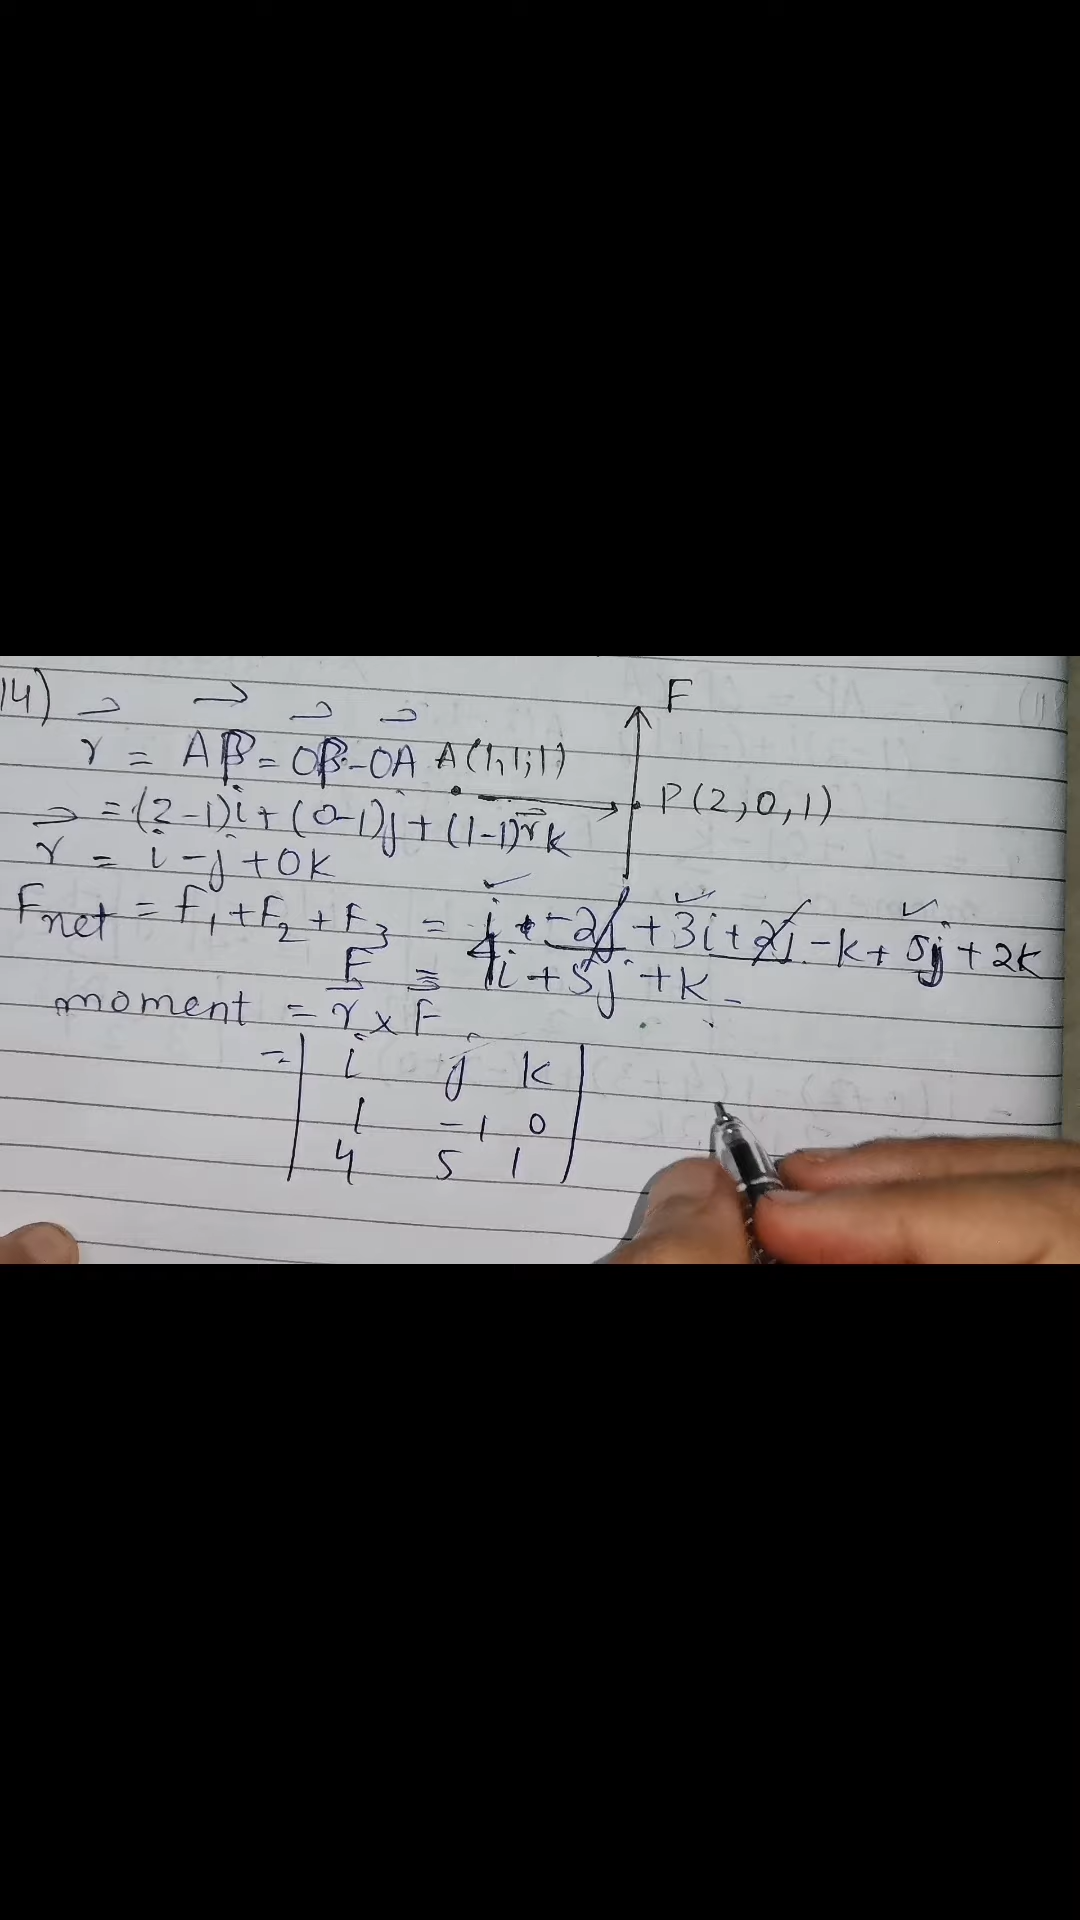 14)
F
r = AP = OP - OA A(1,1,1)
P(2,0,1)
= (2-1)i + (0-1)j + (1-1)k
r
r = i - j + 0k
Fnet = F1 + F2 + F3 = i + -2j + 3i + 2j - k + 5j + 2k
F = 4i + 5j + k
moment = r x F
= | i j k |
| 1 -1 0 |
| 4 5 1 |